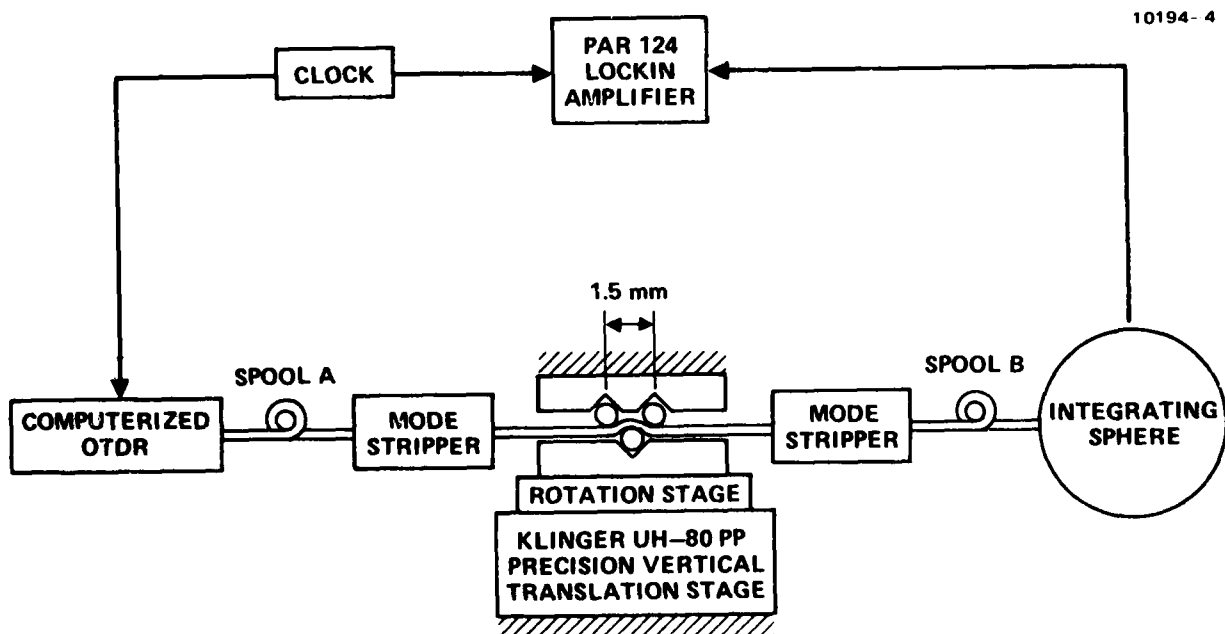 10194-4
CLOCK
PAR 124
LOCKIN
AMPLIFIER
1.5 mm
SPOOL A
SPOOL B
COMPUTERIZED
OTDR
MODE
STRIPPER
MODE
STRIPPER
INTEGRATING
SPHERE
ROTATION STAGE
KLINGER UH-80 PP
PRECISION VERTICAL
TRANSLATION STAGE